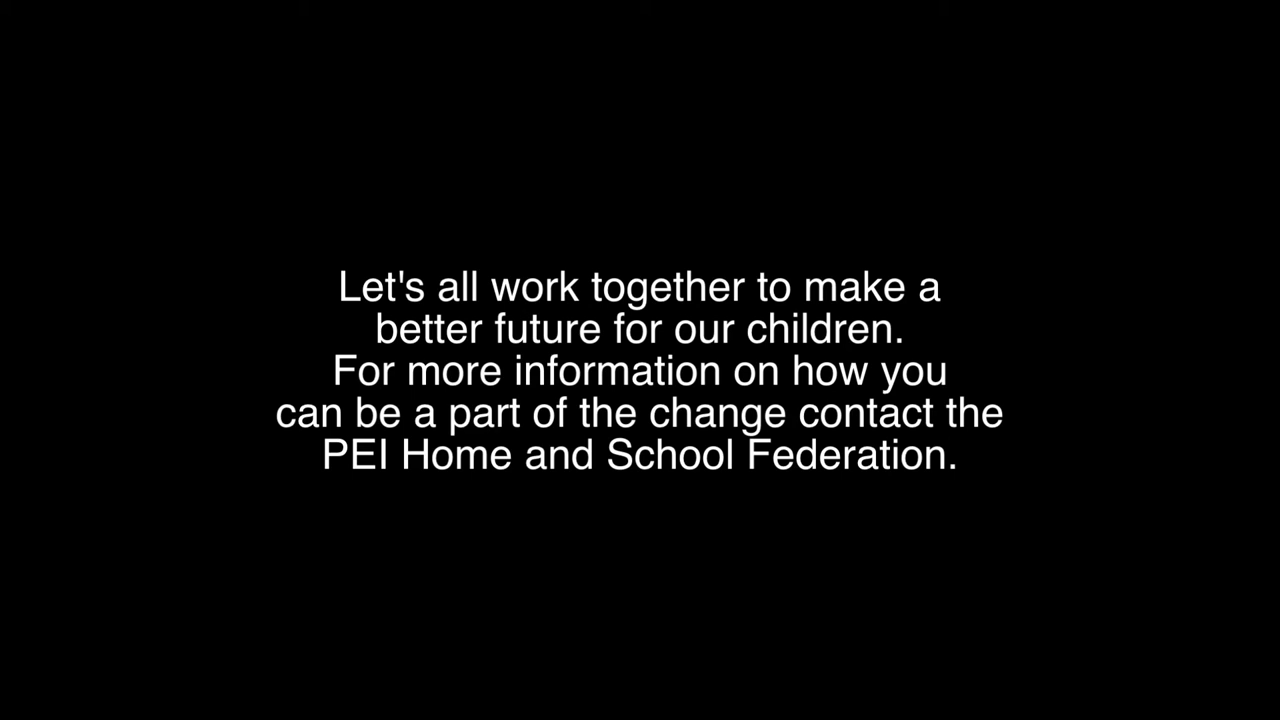 Let's all work together to make a
better future for our children.
For more information on how you
can be a part of the change contact the
PEI Home and School Federation.